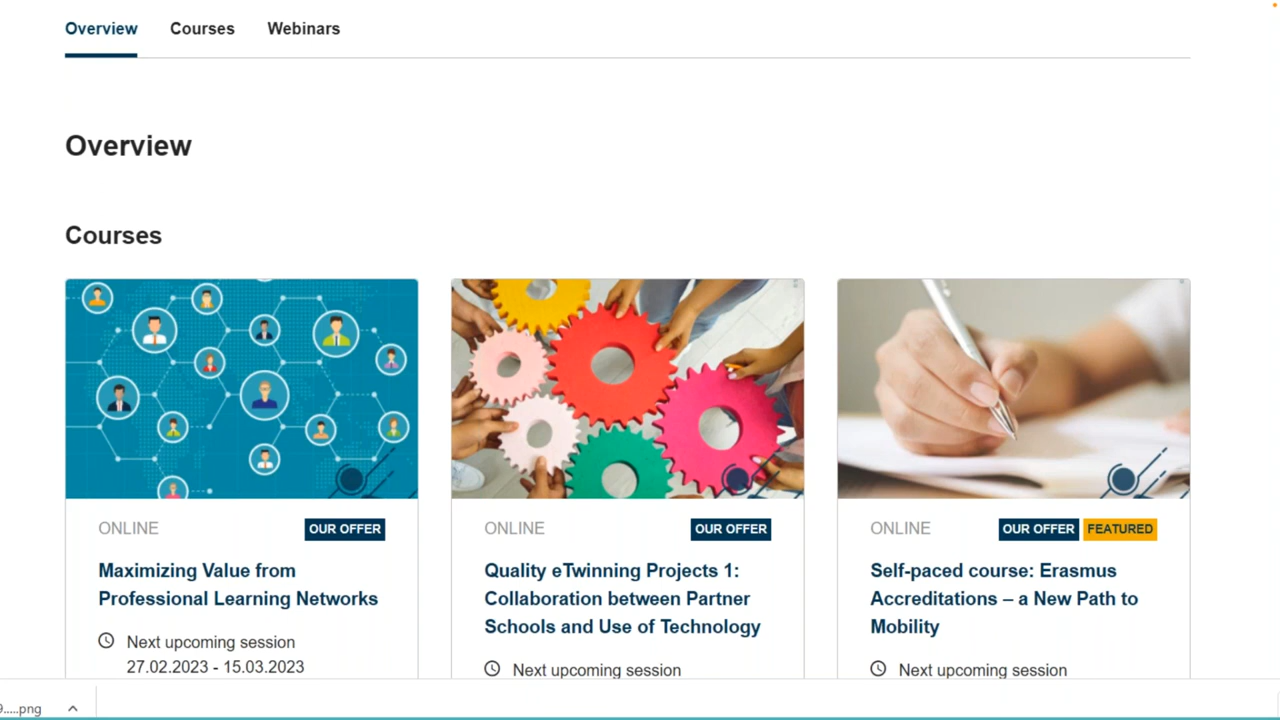 Overview Courses Webinars
Overview
Courses
ONLINE OUR OFFER
Maximizing Value from
Professional Learning Networks
Next upcoming session
27.02.2023 - 15.03.2023
ONLINE OUR OFFER
Quality eTwinning Projects 1:
Collaboration between Partner
Schools and Use of Technology
Next upcoming session
ONLINE OUR OFFER FEATURED
Self-paced course: Erasmus
Accreditations – a New Path to
Mobility
Next upcoming session
9.....png